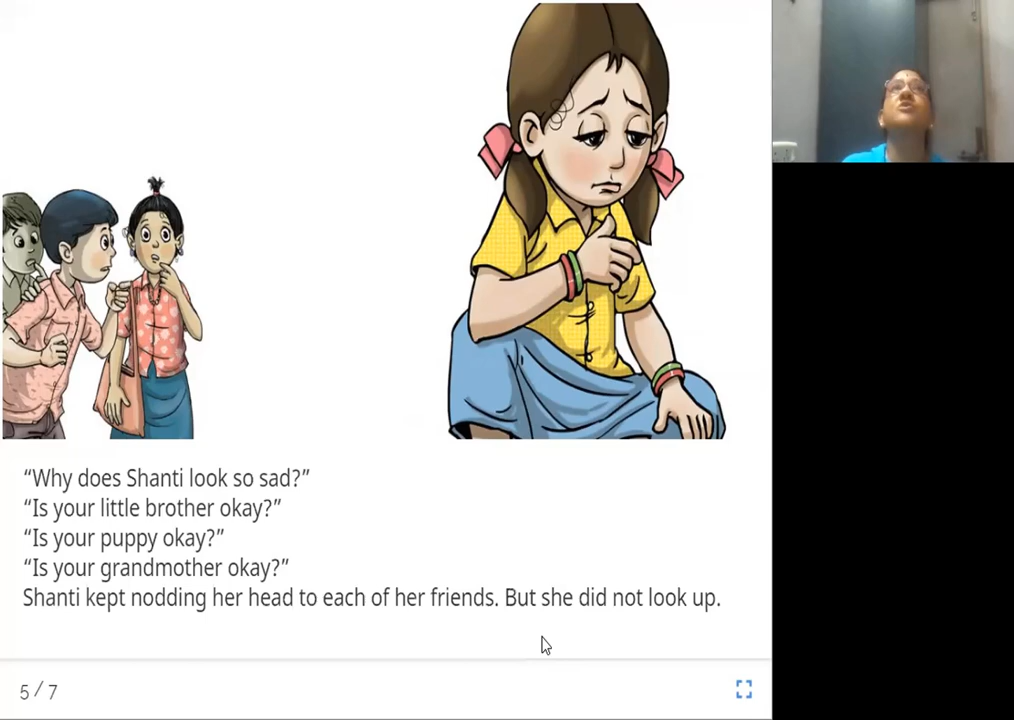 “Why does Shanti look so sad?”
“Is your little brother okay?”
“Is your puppy okay?”
“Is your grandmother okay?”
Shanti kept nodding her head to each of her friends. But she did not look up.
5 / 7